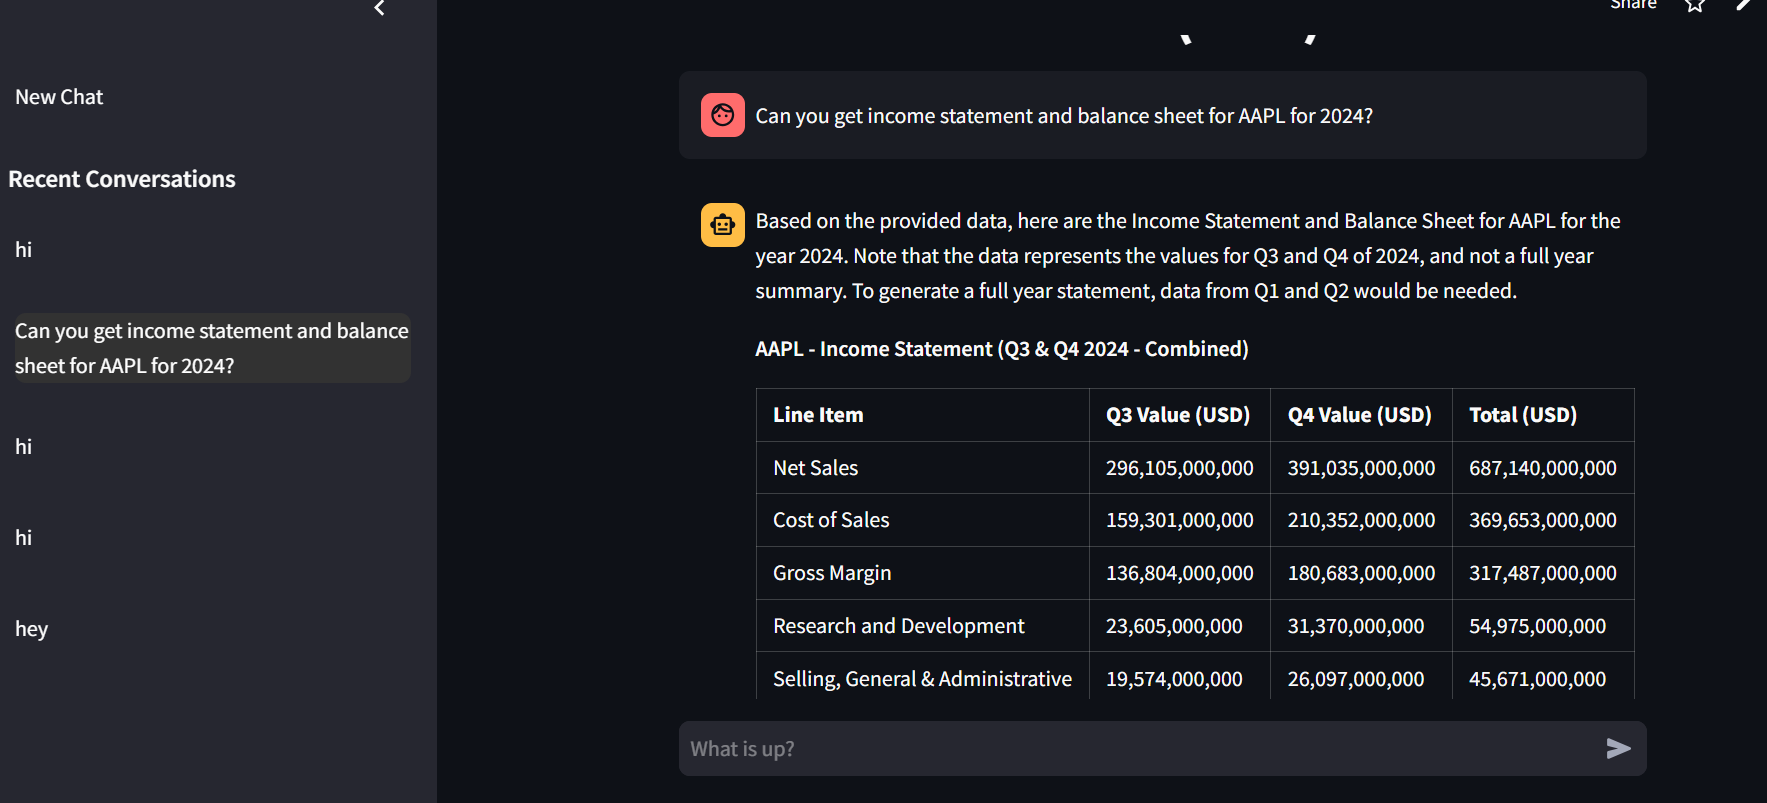 Share
New Chat
Recent Conversations
hi
Can you get income statement and balance
sheet for AAPL for 2024?
hi
hi
hey
Can you get income statement and balance sheet for AAPL for 2024?
Based on the provided data, here are the Income Statement and Balance Sheet for AAPL for the
year 2024. Note that the data represents the values for Q3 and Q4 of 2024, and not a full year
summary. To generate a full year statement, data from Q1 and Q2 would be needed.
AAPL - Income Statement (Q3 & Q4 2024 - Combined)
Line Item Q3 Value (USD) Q4 Value (USD) Total (USD)
Net Sales 296,105,000,000 391,035,000,000 687,140,000,000
Cost of Sales 159,301,000,000 210,352,000,000 369,653,000,000
Gross Margin 136,804,000,000 180,683,000,000 317,487,000,000
Research and Development 23,605,000,000 31,370,000,000 54,975,000,000
Selling, General & Administrative 19,574,000,000 26,097,000,000 45,671,000,000
What is up?